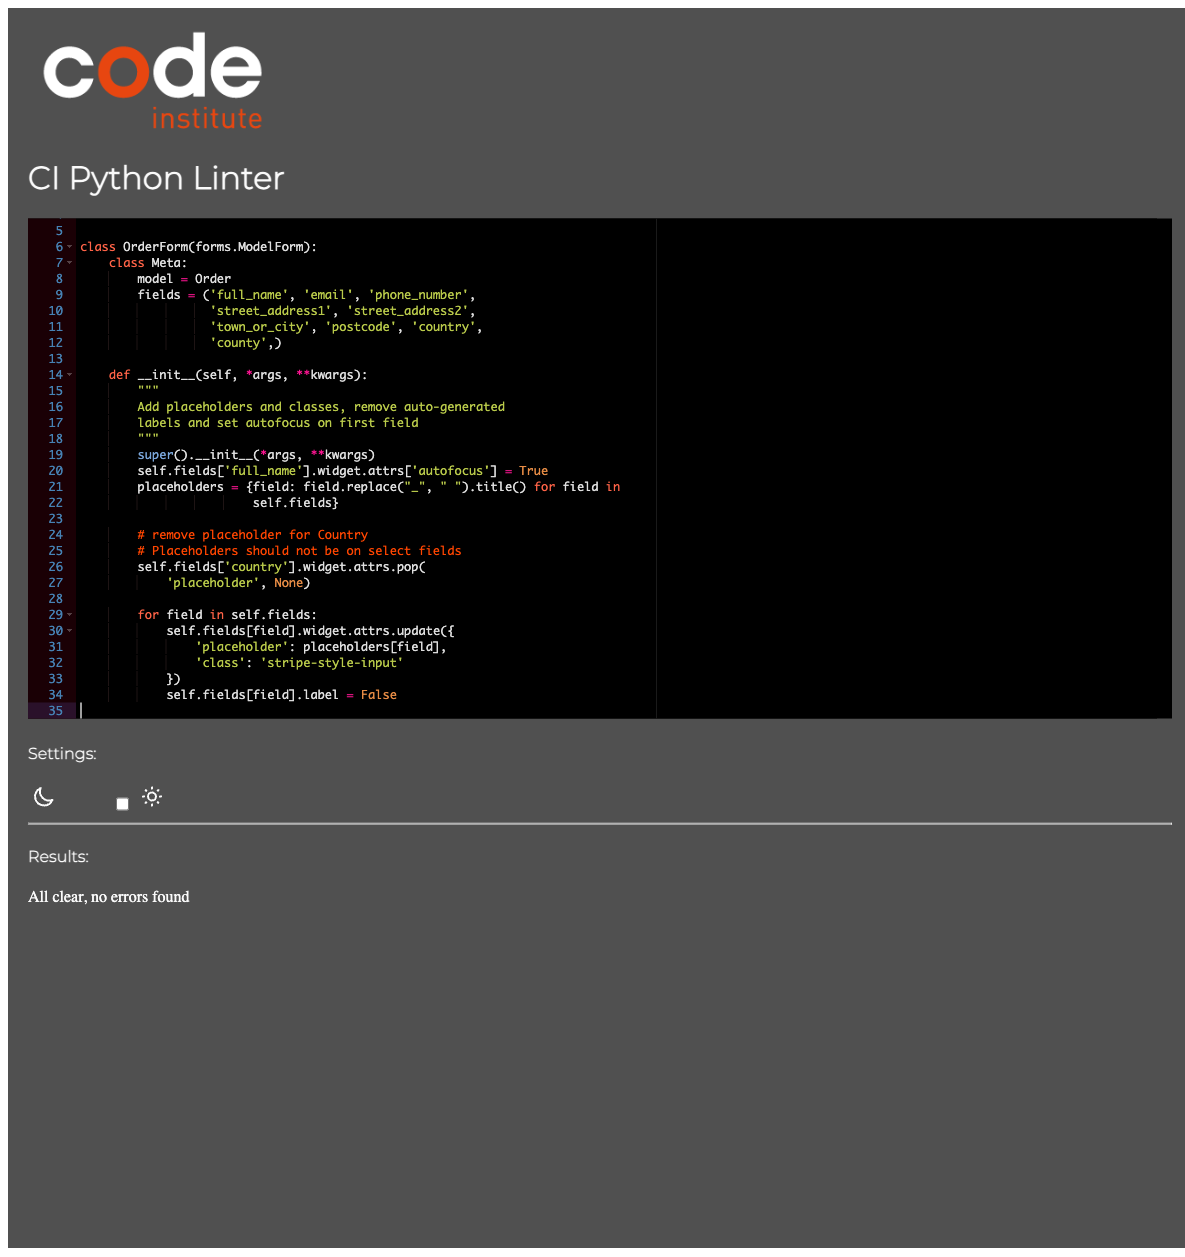 code
institute
CI Python Linter
5
6 class OrderForm(forms.ModelForm):
7     class Meta:
8         model = Order
9         fields = ('full_name', 'email', 'phone_number',
10                   'street_address1', 'street_address2',
11                   'town_or_city', 'postcode', 'country',
12                   'county',)
13
14     def __init__(self, *args, **kwargs):
15         """
16         Add placeholders and classes, remove auto-generated
17         labels and set autofocus on first field
18         """
19         super().__init__(*args, **kwargs)
20         self.fields['full_name'].widget.attrs['autofocus'] = True
21         placeholders = {field: field.replace("_", " ").title() for field in
22                         self.fields}
23
24         # remove placeholder for Country
25         # Placeholders should not be on select fields
26         self.fields['country'].widget.attrs.pop(
27             'placeholder', None)
28
29         for field in self.fields:
30             self.fields[field].widget.attrs.update({
31                 'placeholder': placeholders[field],
32                 'class': 'stripe-style-input'
33             })
34             self.fields[field].label = False
35
Settings:
Results:
All clear, no errors found